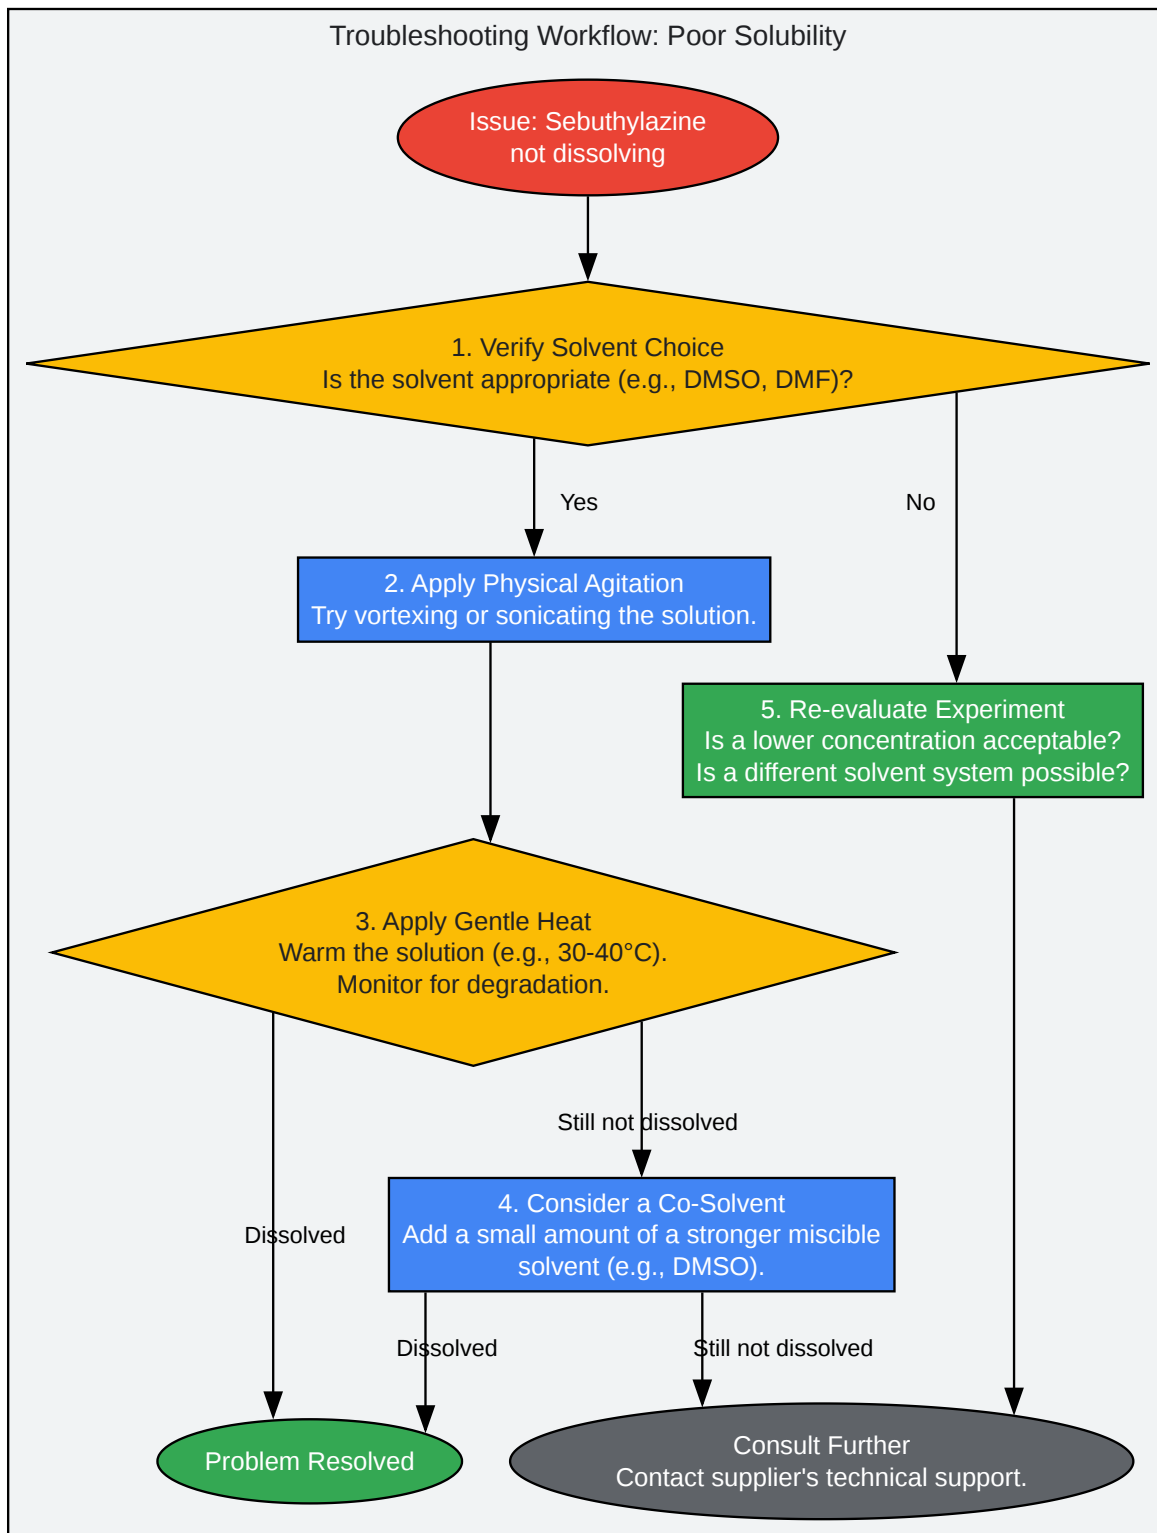 Troubleshooting Workflow: Poor Solubility
Issue: Sebuthylazine
not dissolving
1. Verify Solvent Choice
Is the solvent appropriate (e.g., DMSO, DMF)?
Yes
No
2. Apply Physical Agitation
Try vortexing or sonicating the solution.
5. Re-evaluate Experiment
Is a lower concentration acceptable?
Is a different solvent system possible?
3. Apply Gentle Heat
Warm the solution (e.g., 30-40°C).
Monitor for degradation.
Still not dissolved
4. Consider a Co-Solvent
Add a small amount of a stronger miscible
solvent (e.g., DMSO).
Dissolved
Dissolved
Still not dissolved
Problem Resolved
Consult Further
Contact supplier's technical support.